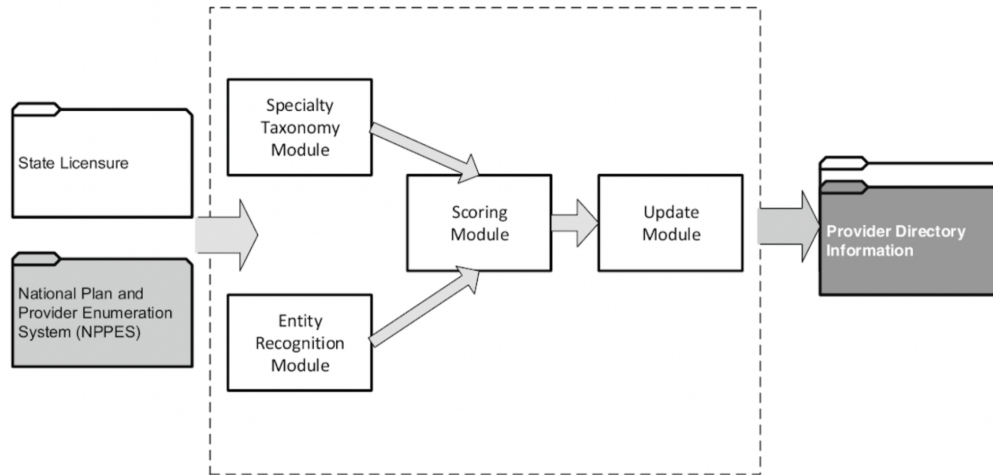 State Licensure
National Plan and
Provider Enumeration
System (NPPES)
Specialty
Taxonomy
Module
Entity
Recognition
Module
Scoring
Module
Update
Module
Provider Directory
Information